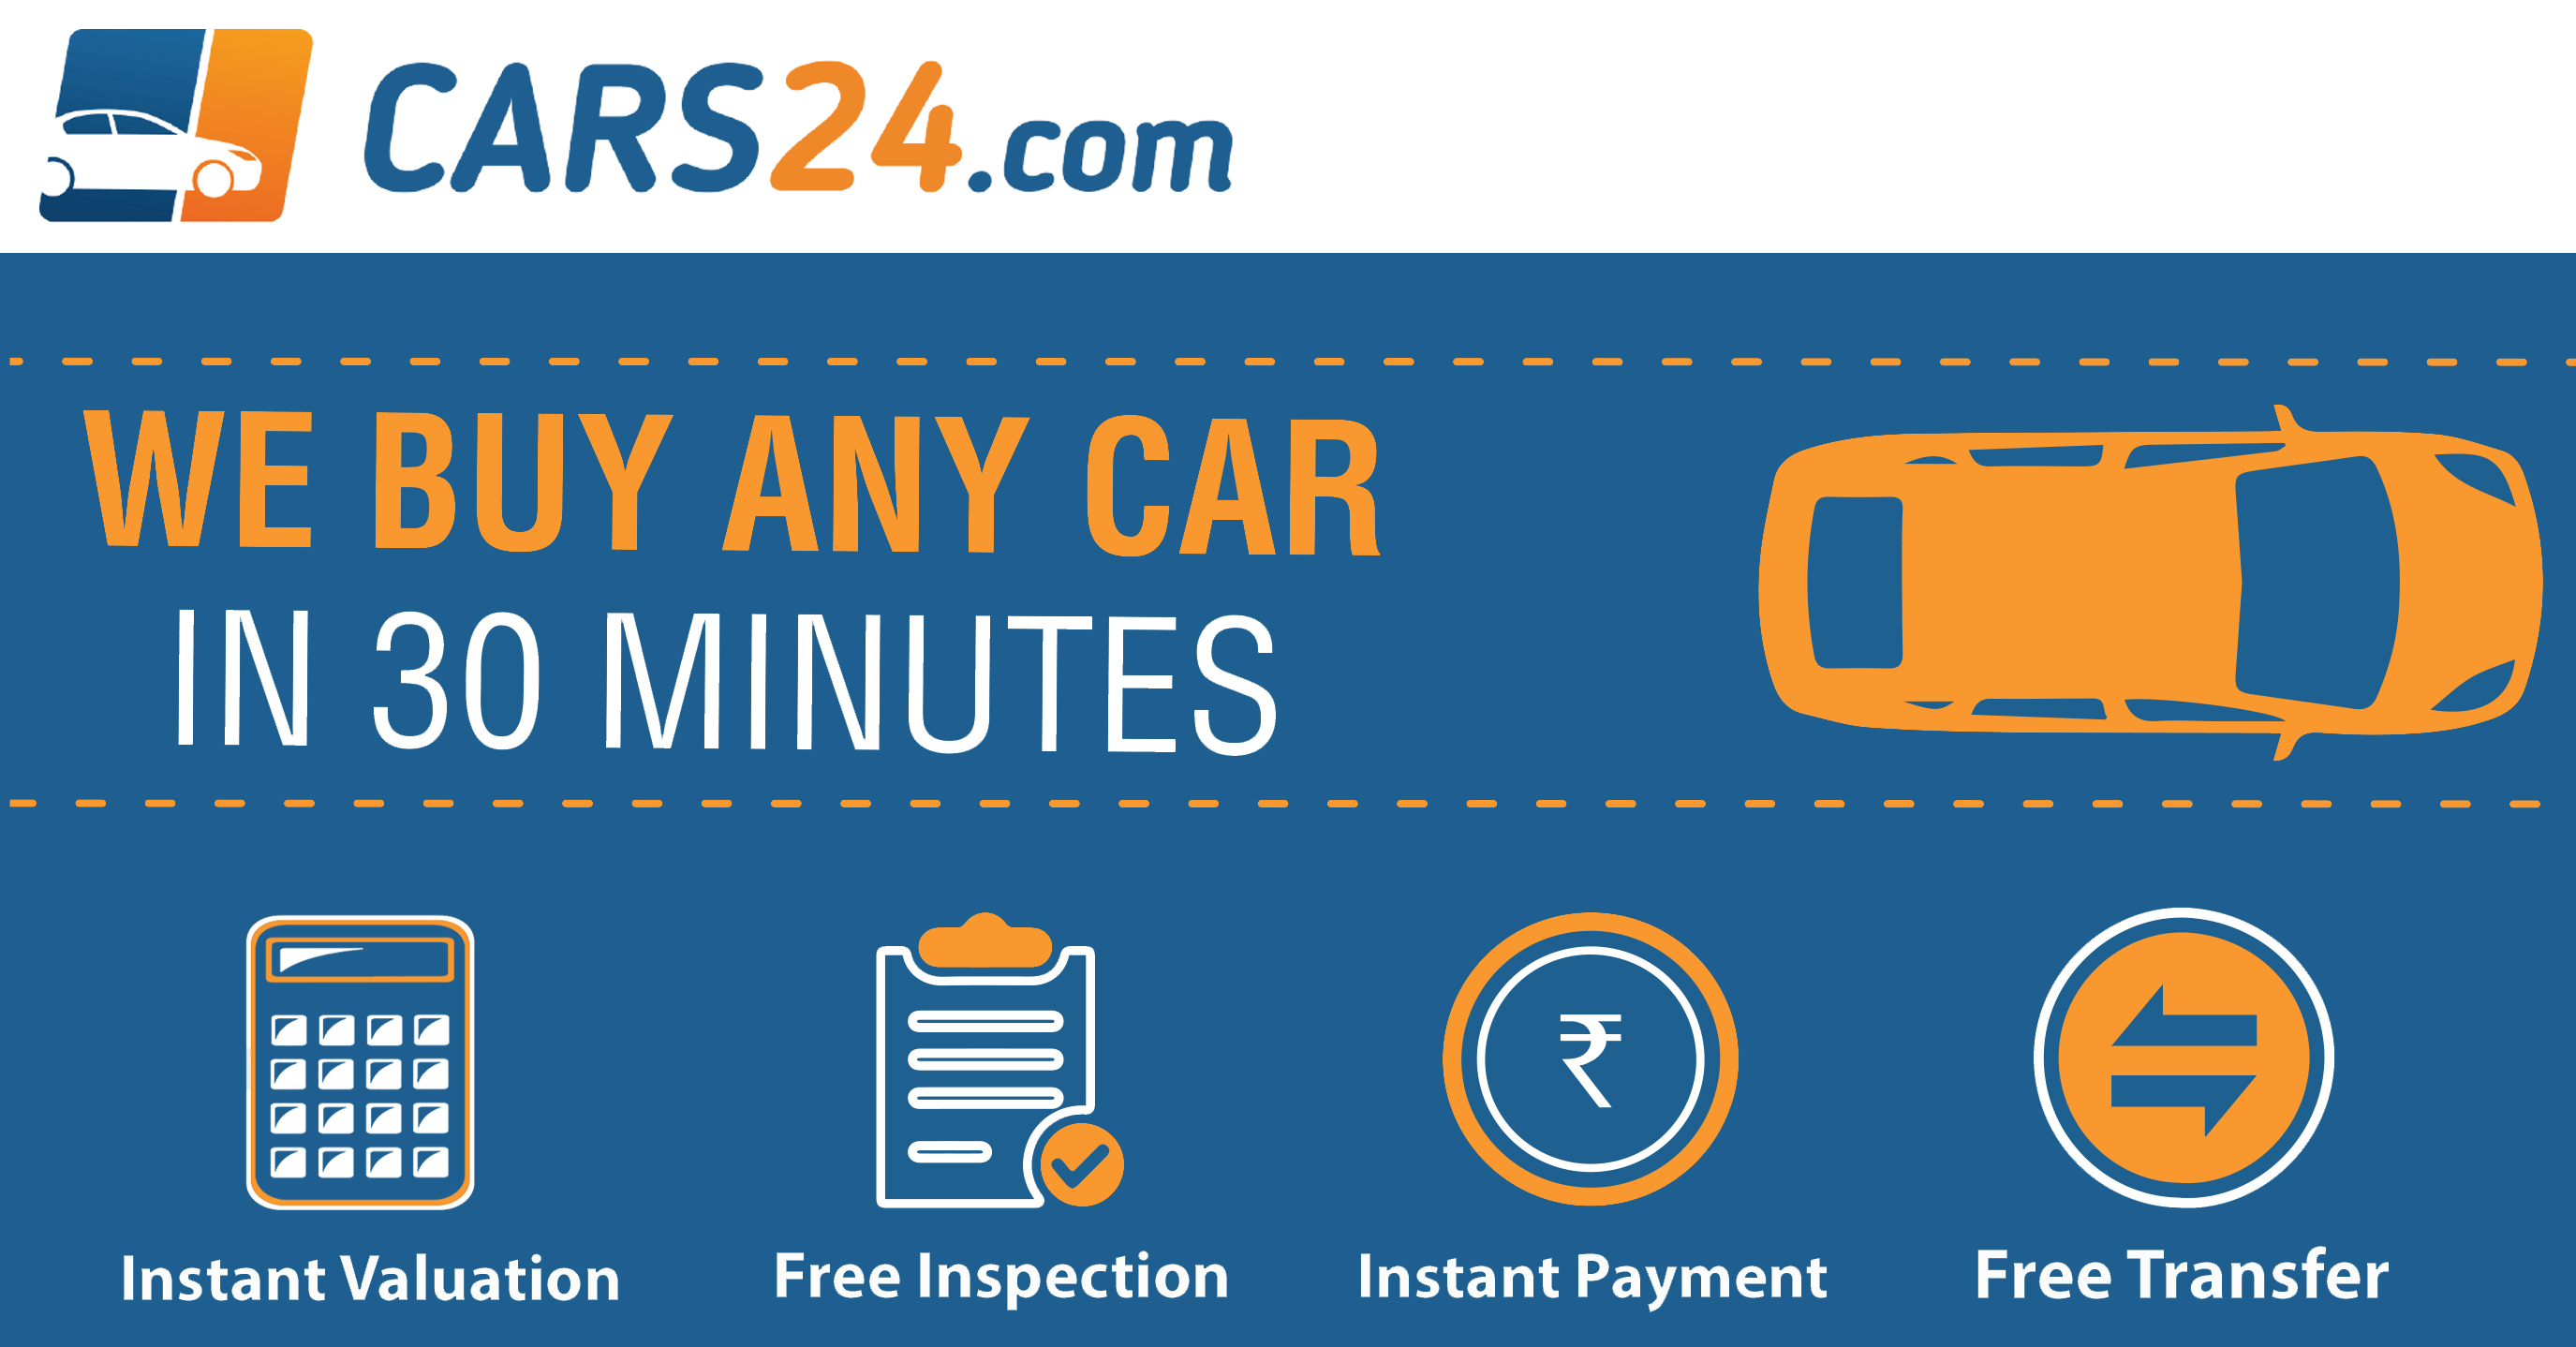 CARS24.com
WE BUY ANY CAR
IN 30 MINUTES
₹
Instant Valuation
Free Inspection
Instant Payment
Free Transfer